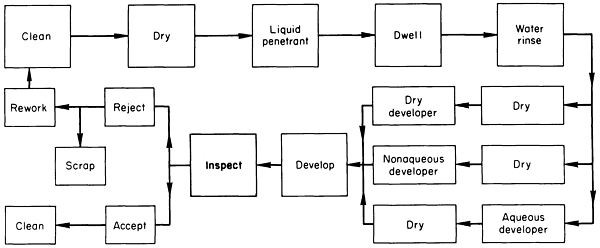 Clean
Dry
Liquid
penetrant
Dwell
Water
rinse
Rework
Reject
Dry
developer
Dry
Scrap
Inspect
Develop
Nonaqueous
developer
Dry
Clean
Accept
Dry
Aqueous
developer